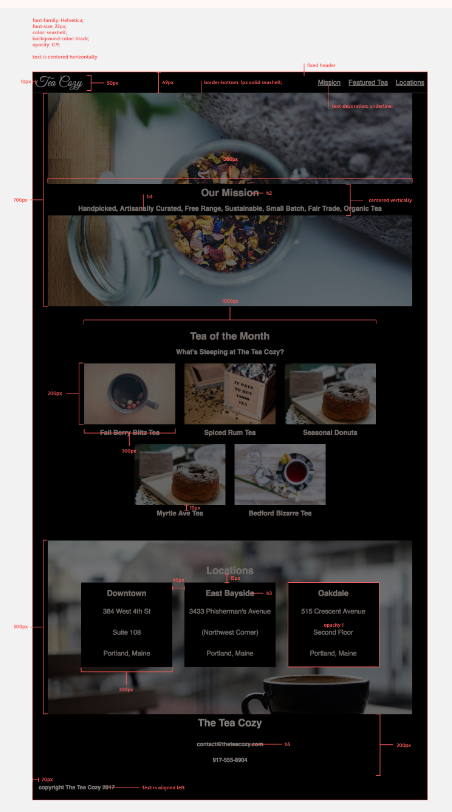 font-family: Helvetica;
font-size: 22px;
color: seashell;
background-color: black;
opacity: 0.9;
text is centered horizontally
fixed header
10px
The Tea Cozy
50px
69px
border-bottom: 1px solid seashell;
Mission Featured Tea Locations
text-decoration: underline
1200px
700px
Our Mission
h2
h4
centered vertically
Handpicked, Artisanally Curated, Free Range, Sustainable, Small Batch, Fair Trade, Organic Tea
1000px
Tea of the Month
What's Steeping at The Tea Cozy?
200px
Fall Berry Blitz Tea Spiced Rum Tea Seasonal Donuts
300px
10px
Myrtle Ave Tea Bedford Bizarre Tea
Locations
40px
15px
Downtown East Bayside Oakdale
h3
384 West 4th St 3433 Phisherman's Avenue 515 Crescent Avenue
opacity 1
500px
Suite 108 (Northwest Corner) Second Floor
Portland, Maine Portland, Maine Portland, Maine
300px
The Tea Cozy
contact@theteacozy.com
h5
200px
917-555-8904
20px
copyright The Tea Cozy 2017
text is aligned left